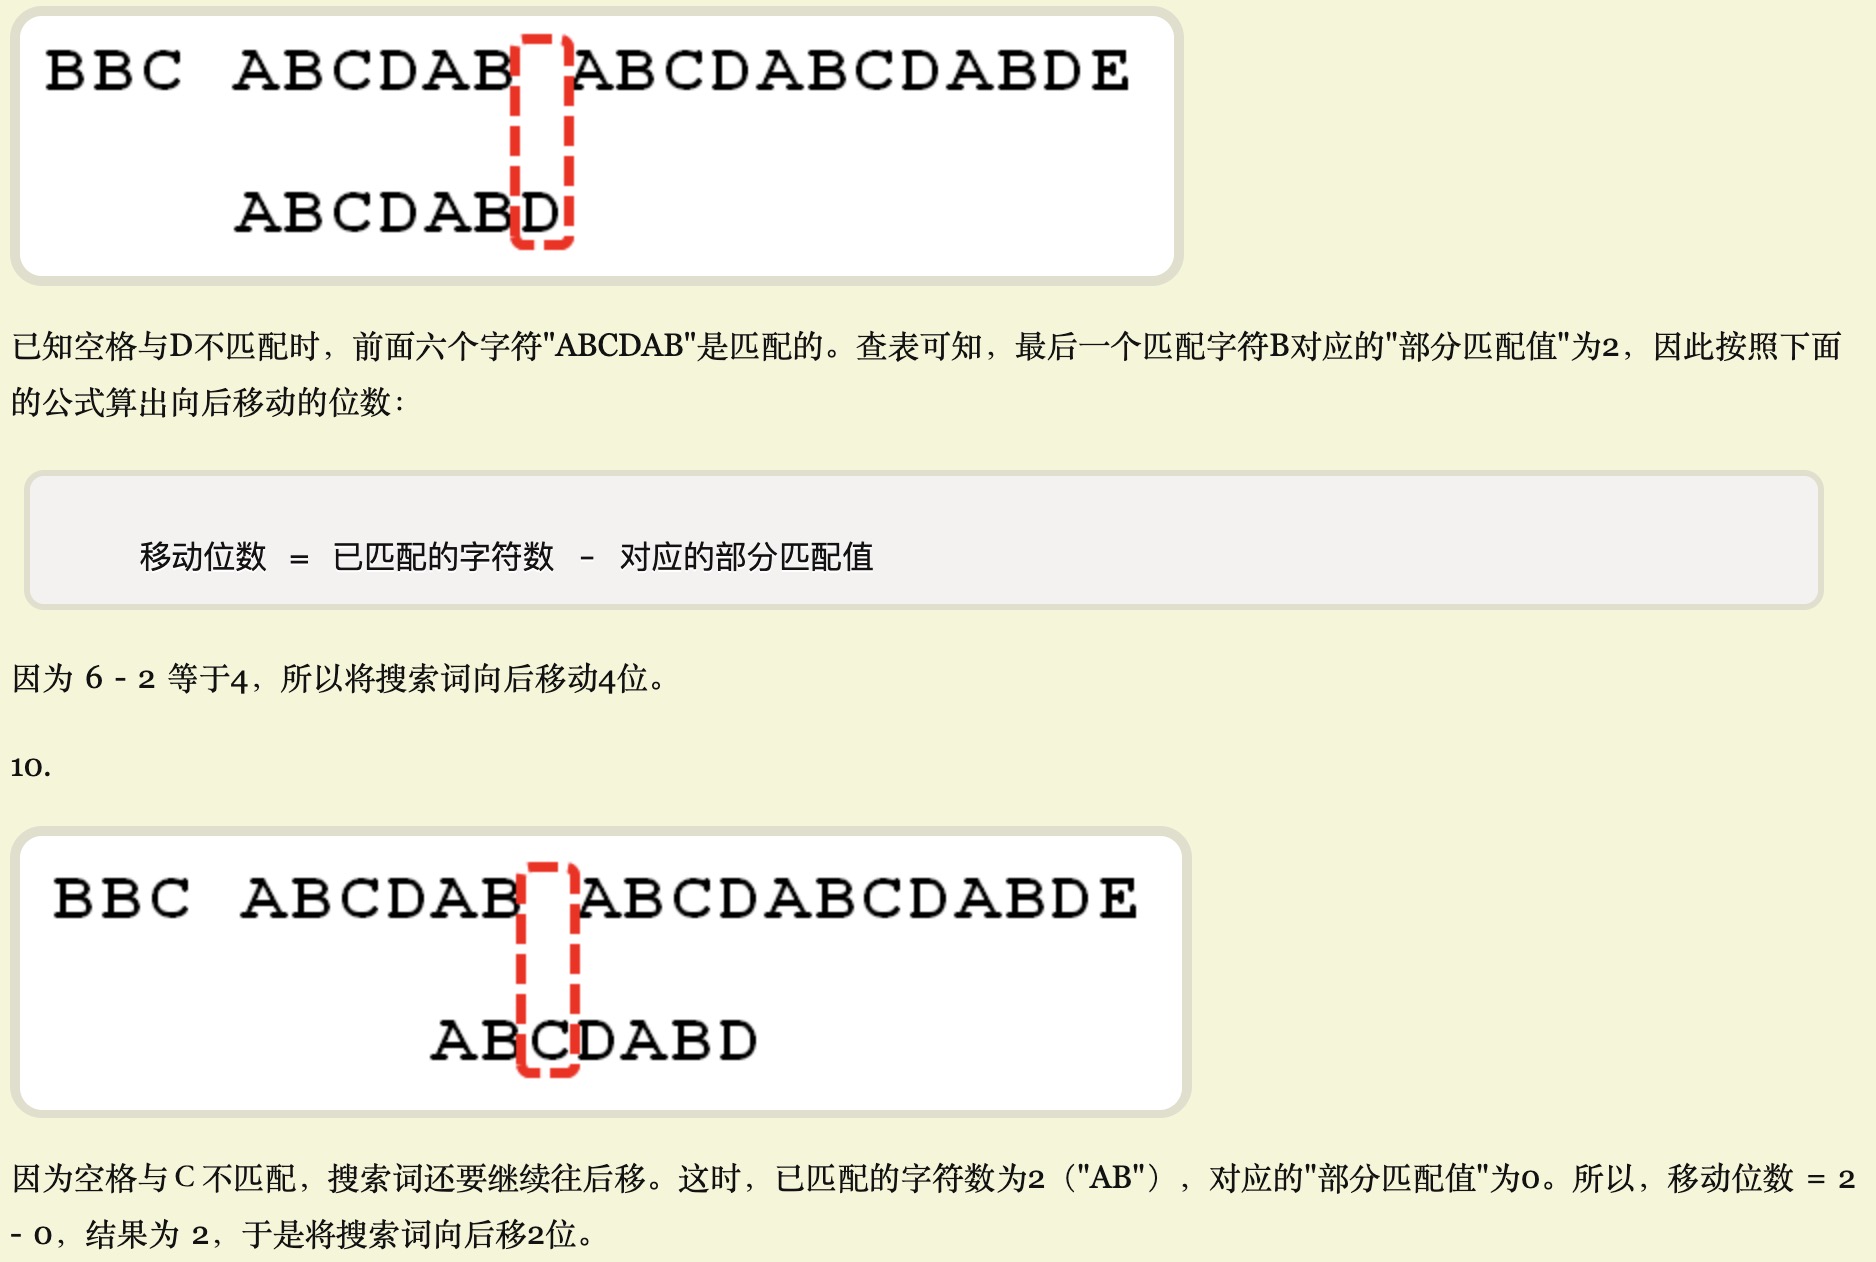 BBC ABCDAB ABCDABCDABDE
ABCDABD
已知空格与D不匹配时，前面六个字符"ABCDAB"是匹配的。查表可知，最后一个匹配字符B对应的"部分匹配值"为2，因此按照下面
的公式算出向后移动的位数：
移动位数 = 已匹配的字符数 - 对应的部分匹配值
因为 6 - 2 等于4，所以将搜索词向后移动4位。
10.
BBC ABCDAB ABCDABCDABDE
ABCDABD
因为空格与Ｃ不匹配，搜索词还要继续往后移。这时，已匹配的字符数为2（"AB"），对应的"部分匹配值"为0。所以，移动位数 = 2
- 0，结果为 2，于是将搜索词向后移2位。